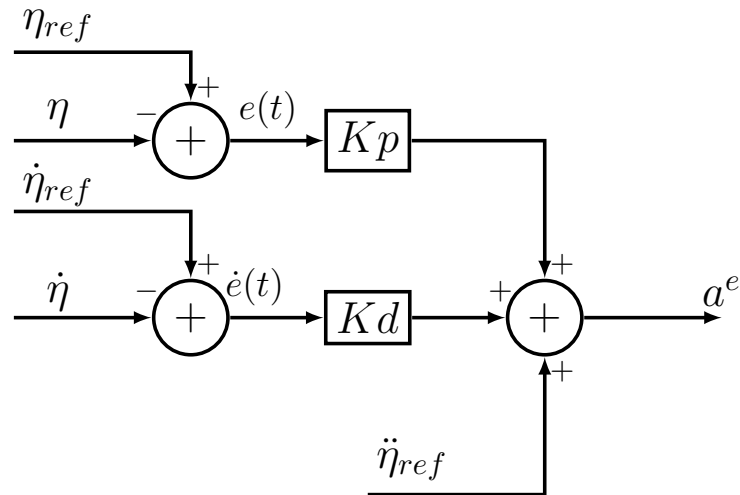 η_ref
+
η − + e(t) Kp
η̇_ref
+ +
η̇ − + ė(t) Kd + + a^e
+
η̈_ref